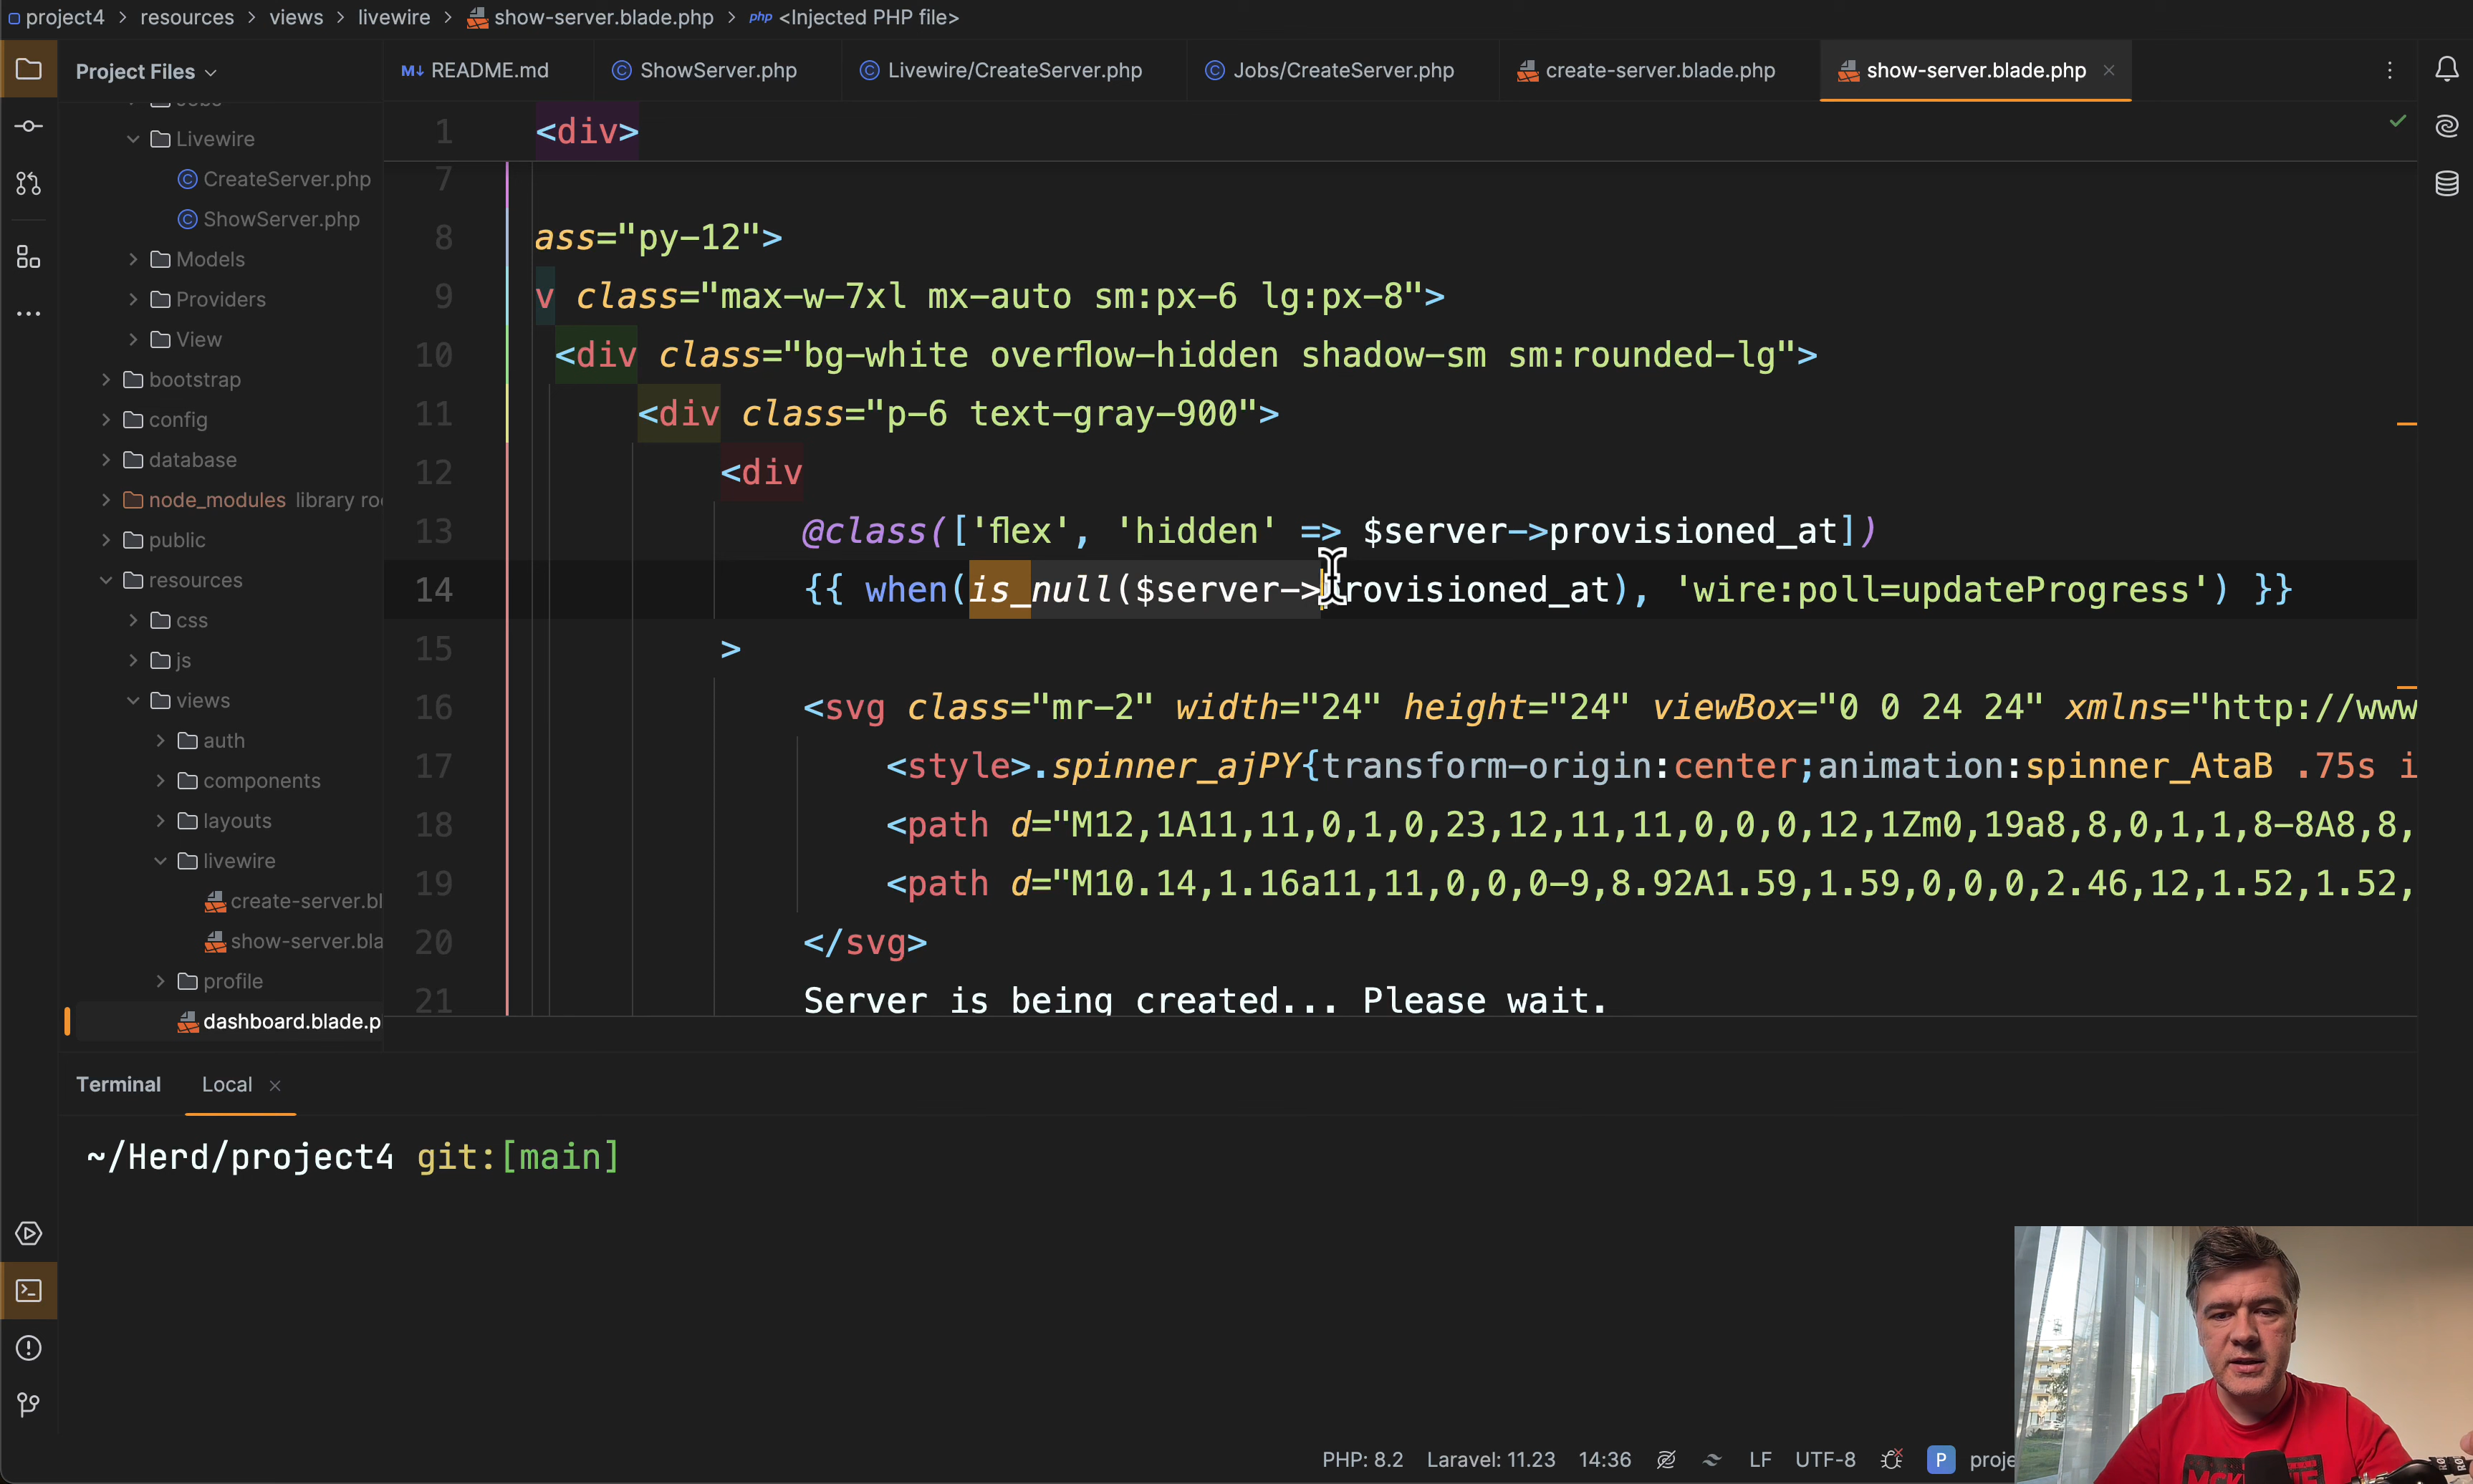 project4 > resources > views > livewire > show-server.blade.php > php <Injected PHP file>
Project Files
README.md
ShowServer.php
Livewire/CreateServer.php
Jobs/CreateServer.php
create-server.blade.php
show-server.blade.php
Livewire
CreateServer.php
ShowServer.php
Models
Providers
View
bootstrap
config
database
node_modules library roo
public
resources
css
js
views
auth
components
layouts
livewire
create-server.bl
show-server.bla
profile
dashboard.blade.p
1 <div>
7
8 ass="py-12">
9 v class="max-w-7xl mx-auto sm:px-6 lg:px-8">
10 <div class="bg-white overflow-hidden shadow-sm sm:rounded-lg">
11 <div class="p-6 text-gray-900">
12 <div
13 @class(['flex', 'hidden' => $server->provisioned_at])
14 {{ when(is_null($server->provisioned_at), 'wire:poll=updateProgress') }}
15 >
16 <svg class="mr-2" width="24" height="24" viewBox="0 0 24 24" xmlns="http://www
17 <style>.spinner_ajPY{transform-origin:center;animation:spinner_AtaB .75s i
18 <path d="M12,1A11,11,0,1,0,23,12,11,11,0,0,0,12,1Zm0,19a8,8,0,1,1,8-8A8,8,
19 <path d="M10.14,1.16a11,11,0,0,0-9,8.92A1.59,1.59,0,0,0,2.46,12,1.52,1.52,
20 </svg>
21 Server is being created... Please wait.
Terminal Local
~/Herd/project4 git:[main]
PHP: 8.2 Laravel: 11.23 14:36 LF UTF-8 P proje